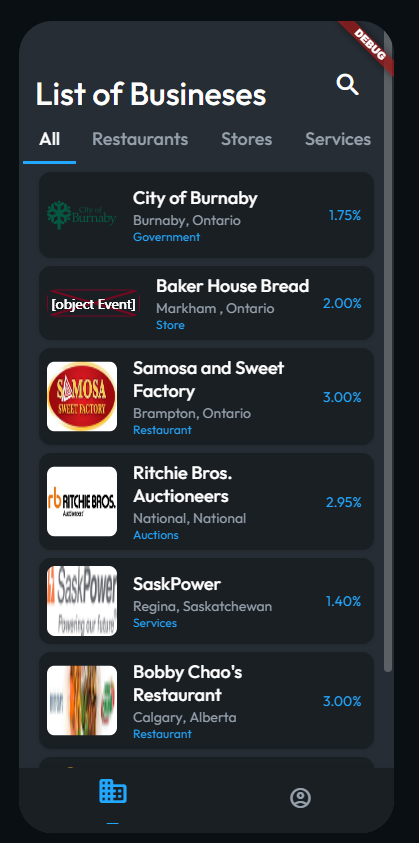 DEBUG
List of Busineses
All Restaurants Stores Services
City of Burnaby
City of Burnaby
Burnaby, Ontario
Government
1.75%
[object Event]
Baker House Bread
Markham , Ontario
Store
2.00%
SAMOSA
SWEET FACTORY
Samosa and Sweet
Factory
Brampton, Ontario
Restaurant
3.00%
rb RITCHIE BROS.
Auctioneers
Ritchie Bros.
Auctioneers
National, National
Auctions
2.95%
SaskPower
Powering our future
SaskPower
Regina, Saskatchewan
Services
1.40%
Bobby Chao's
Restaurant
Calgary, Alberta
Restaurant
3.00%